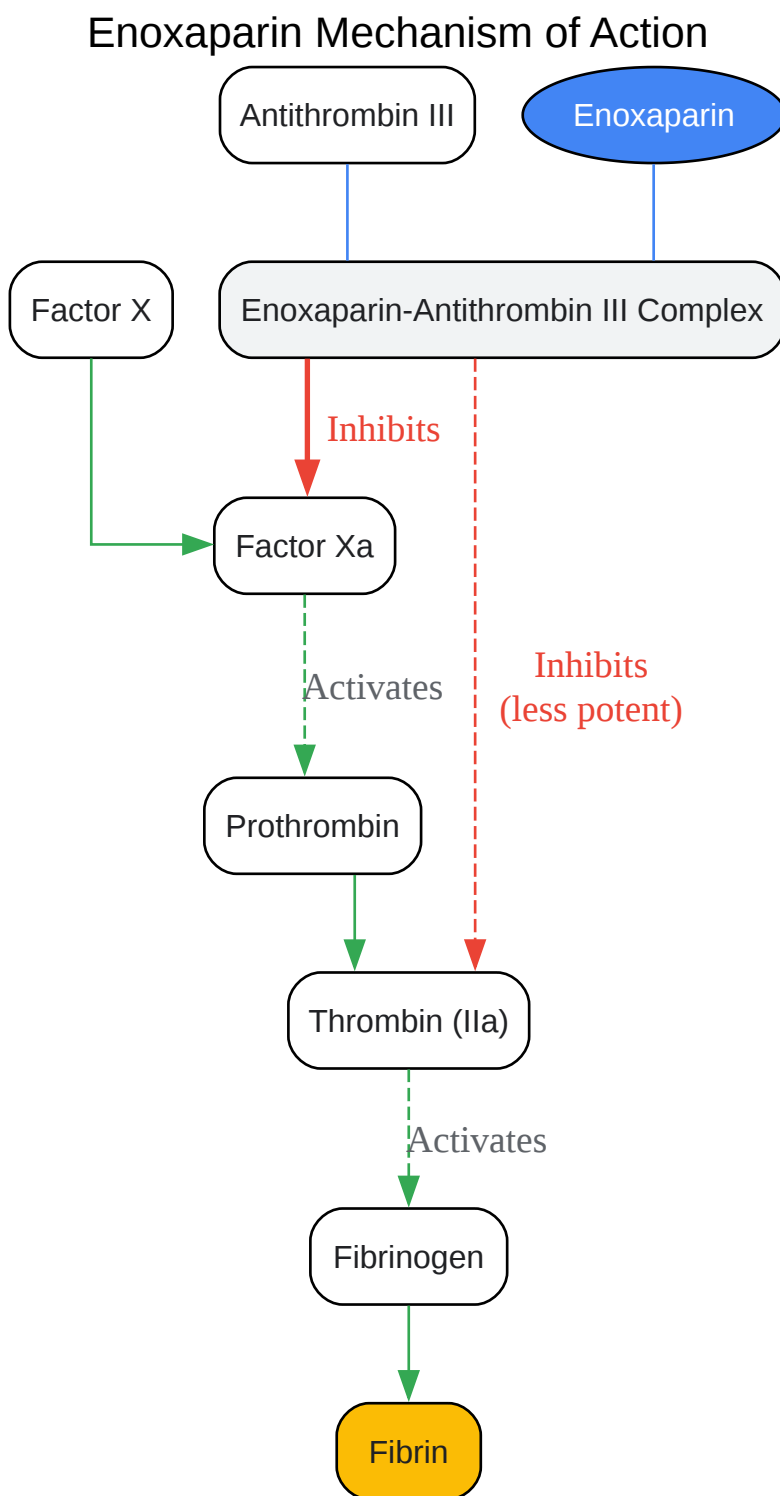 Enoxaparin Mechanism of Action
Antithrombin III
Enoxaparin
Factor X
Enoxaparin-Antithrombin III Complex
Inhibits
Factor Xa
Inhibits
(less potent)
Activates
Prothrombin
Thrombin (IIa)
Activates
Fibrinogen
Fibrin